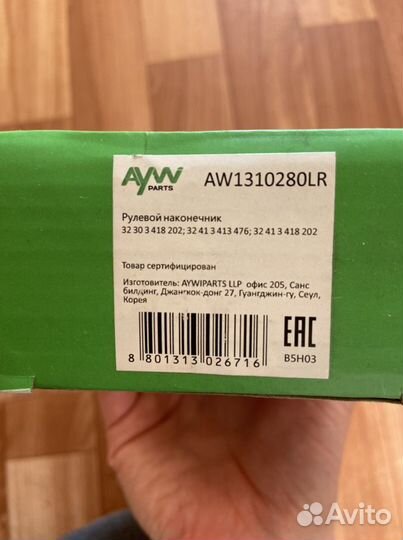 AYWI
PARTS
AW1310280LR
Рулевой наконечник
32 30 3 418 202; 32 41 3 413 476; 32 41 3 418 202
Товар сертифицирован
Изготовитель: AYWIPARTS LLP офис 205, Санс
билдинг, Джангкок-донг 27, Гуангджин-гу, Сеул,
Корея
8 801313 026716
EAC
B5H03
Avito